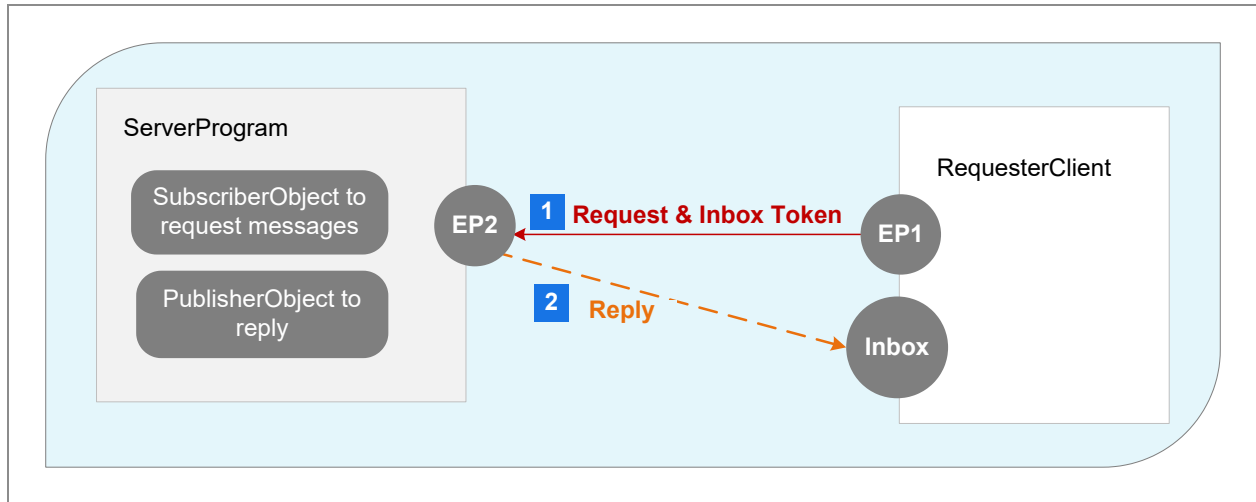 ServerProgram
SubscriberObject to
request messages
PublisherObject to
reply
EP2
1
Request & Inbox Token
2
Reply
RequesterClient
EP1
Inbox